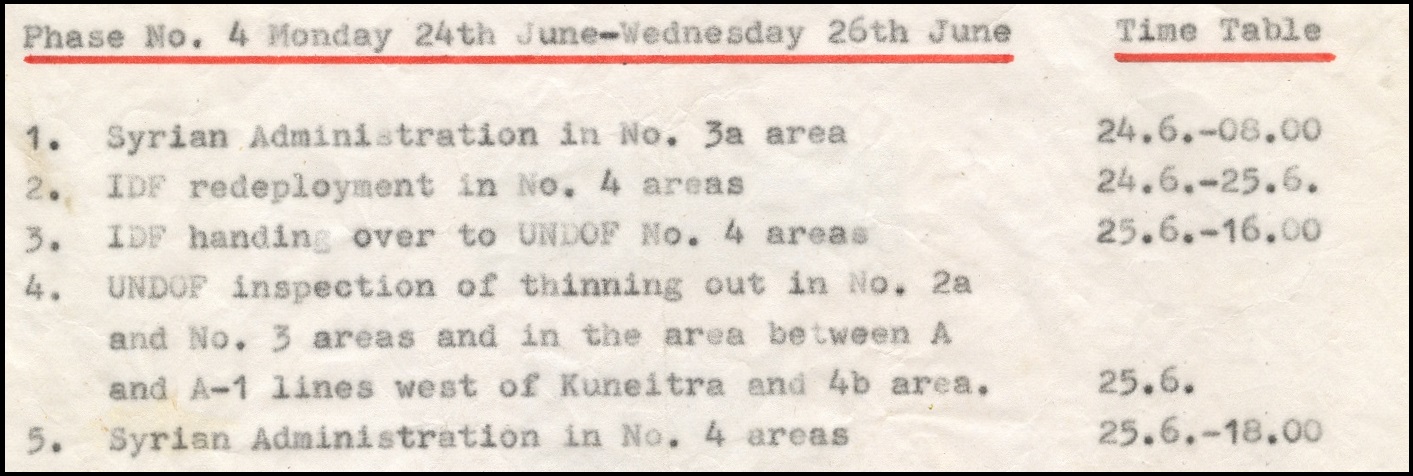 Phase No. 4 Monday 24th June-Wednesday 26th June Time Table
1. Syrian Administration in No. 3a area 24.6.-08.00
2. IDF redeployment in No. 4 areas 24.6.-25.6.
3. IDF handing over to UNDOF No. 4 areas 25.6.-16.00
4. UNDOF inspection of thinning out in No. 2a
and No. 3 areas and in the area between A
and A-1 lines west of Kuneitra and 4b area. 25.6.
5. Syrian Administration in No. 4 areas 25.6.-18.00